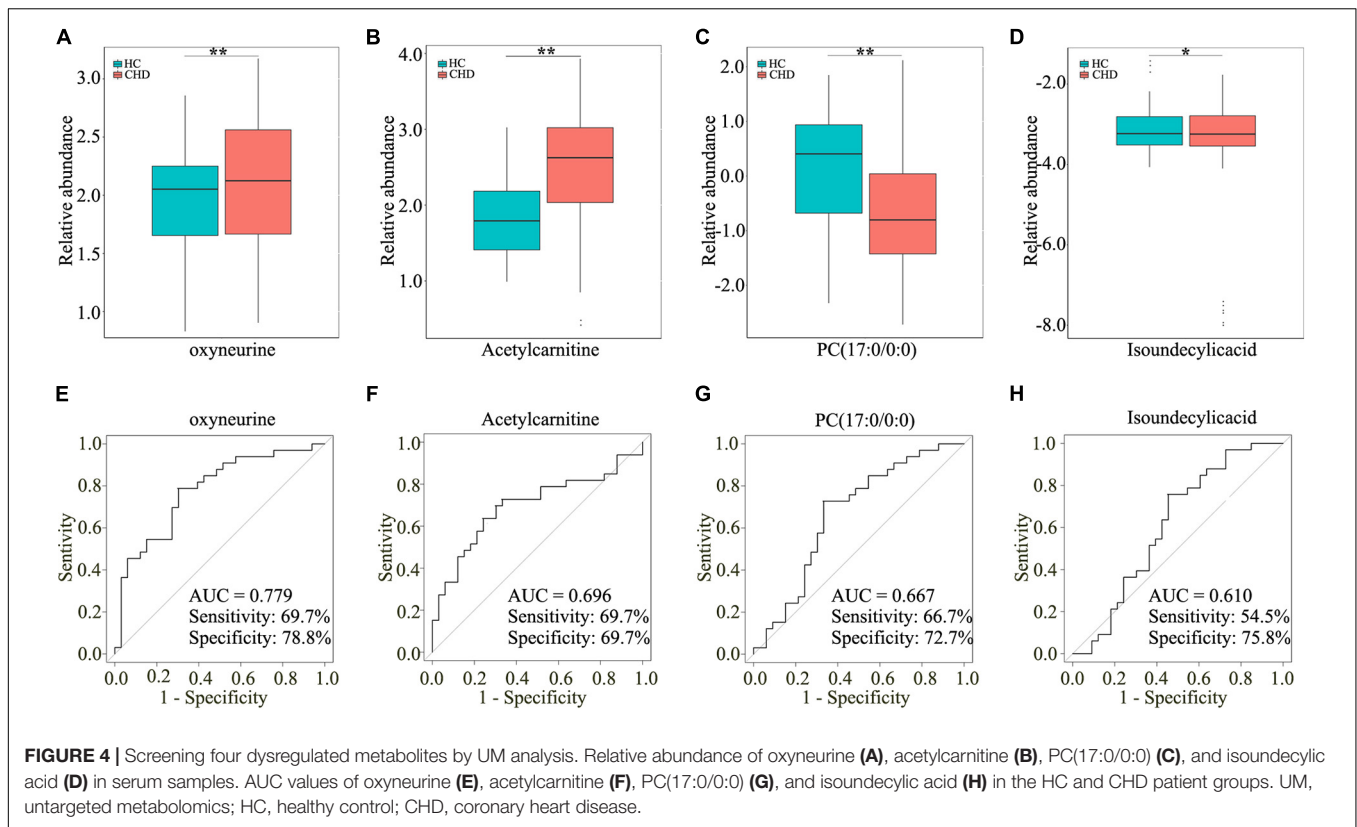 A
B
C
D
** HC CHD
3.0
2.5
2.0
1.5
1.0
Relative abundance
oxyneurine
** HC CHD
4.0
3.0
2.0
1.0
Relative abundance
Acetylcarnitine
** HC CHD
2.0
1.0
0.0
-1.0
-2.0
Relative abundance
PC(17:0/0:0)
* HC CHD
-2.0
-4.0
-6.0
-8.0
Relative abundance
Isoundecylicacid
E
F
G
H
oxyneurine
1.0
0.8
0.6
0.4
0.2
0.0
Sentivity
AUC = 0.779
Sensitivity: 69.7%
Specificity: 78.8%
0.0 0.2 0.4 0.6 0.8 1.0
1 - Specificity
Acetylcarnitine
1.0
0.8
0.6
0.4
0.2
0.0
Sentivity
AUC = 0.696
Sensitivity: 69.7%
Specificity: 69.7%
0.0 0.2 0.4 0.6 0.8 1.0
1 - Specificity
PC(17:0/0:0)
1.0
0.8
0.6
0.4
0.2
0.0
Sentivity
AUC = 0.667
Sensitivity: 66.7%
Specificity: 72.7%
0.0 0.2 0.4 0.6 0.8 1.0
1 - Specificity
Isoundecylicacid
1.0
0.8
0.6
0.4
0.2
0.0
Sentivity
AUC = 0.610
Sensitivity: 54.5%
Specificity: 75.8%
0.0 0.2 0.4 0.6 0.8 1.0
1 - Specificity
FIGURE 4 | Screening four dysregulated metabolites by UM analysis. Relative abundance of oxyneurine (A), acetylcarnitine (B), PC(17:0/0:0) (C), and isoundecylic
acid (D) in serum samples. AUC values of oxyneurine (E), acetylcarnitine (F), PC(17:0/0:0) (G), and isoundecylic acid (H) in the HC and CHD patient groups. UM,
untargeted metabolomics; HC, healthy control; CHD, coronary heart disease.